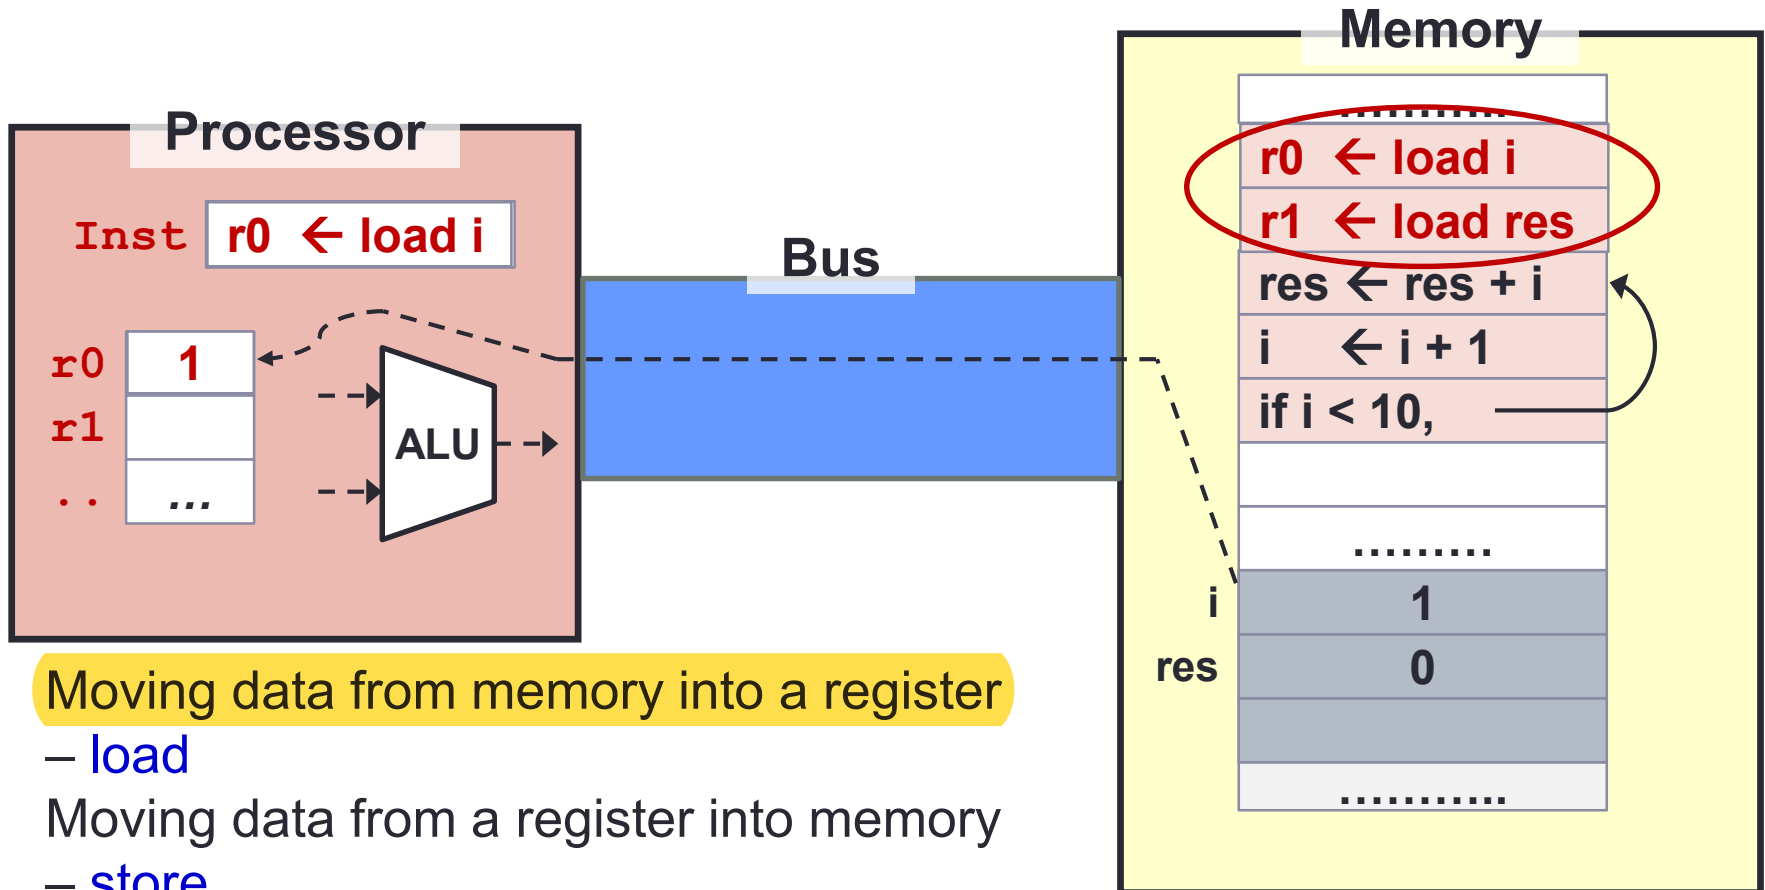 Memory
...........
r0 ← load i
r1 ← load res
res ← res + i
i ← i + 1
if i < 10,
.........
i 1
res 0
...........
Processor
Inst r0 ← load i
r0 1
r1
.. ...
ALU
Bus
Moving data from memory into a register
– load
Moving data from a register into memory
– store